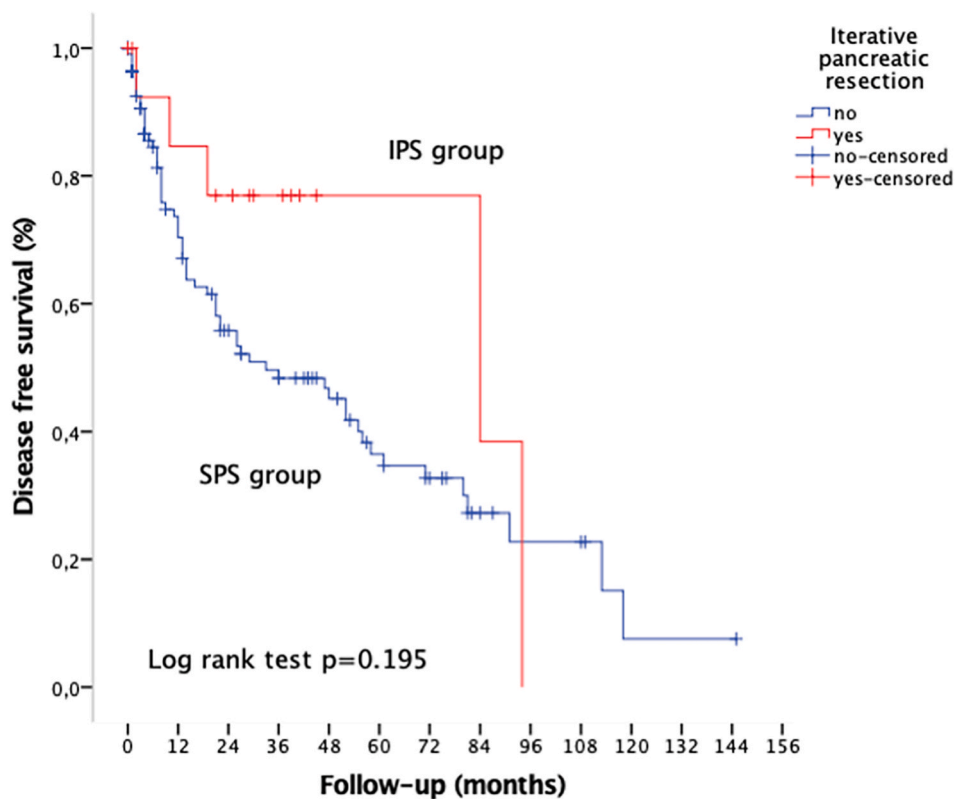 Iterative
pancreatic
resection
no
yes
no-censored
yes-censored
IPS group
SPS group
Log rank test p=0.195
Disease free survival (%)
1,0
0,8
0,6
0,4
0,2
0,0
0 12 24 36 48 60 72 84 96 108 120 132 144 156
Follow-up (months)